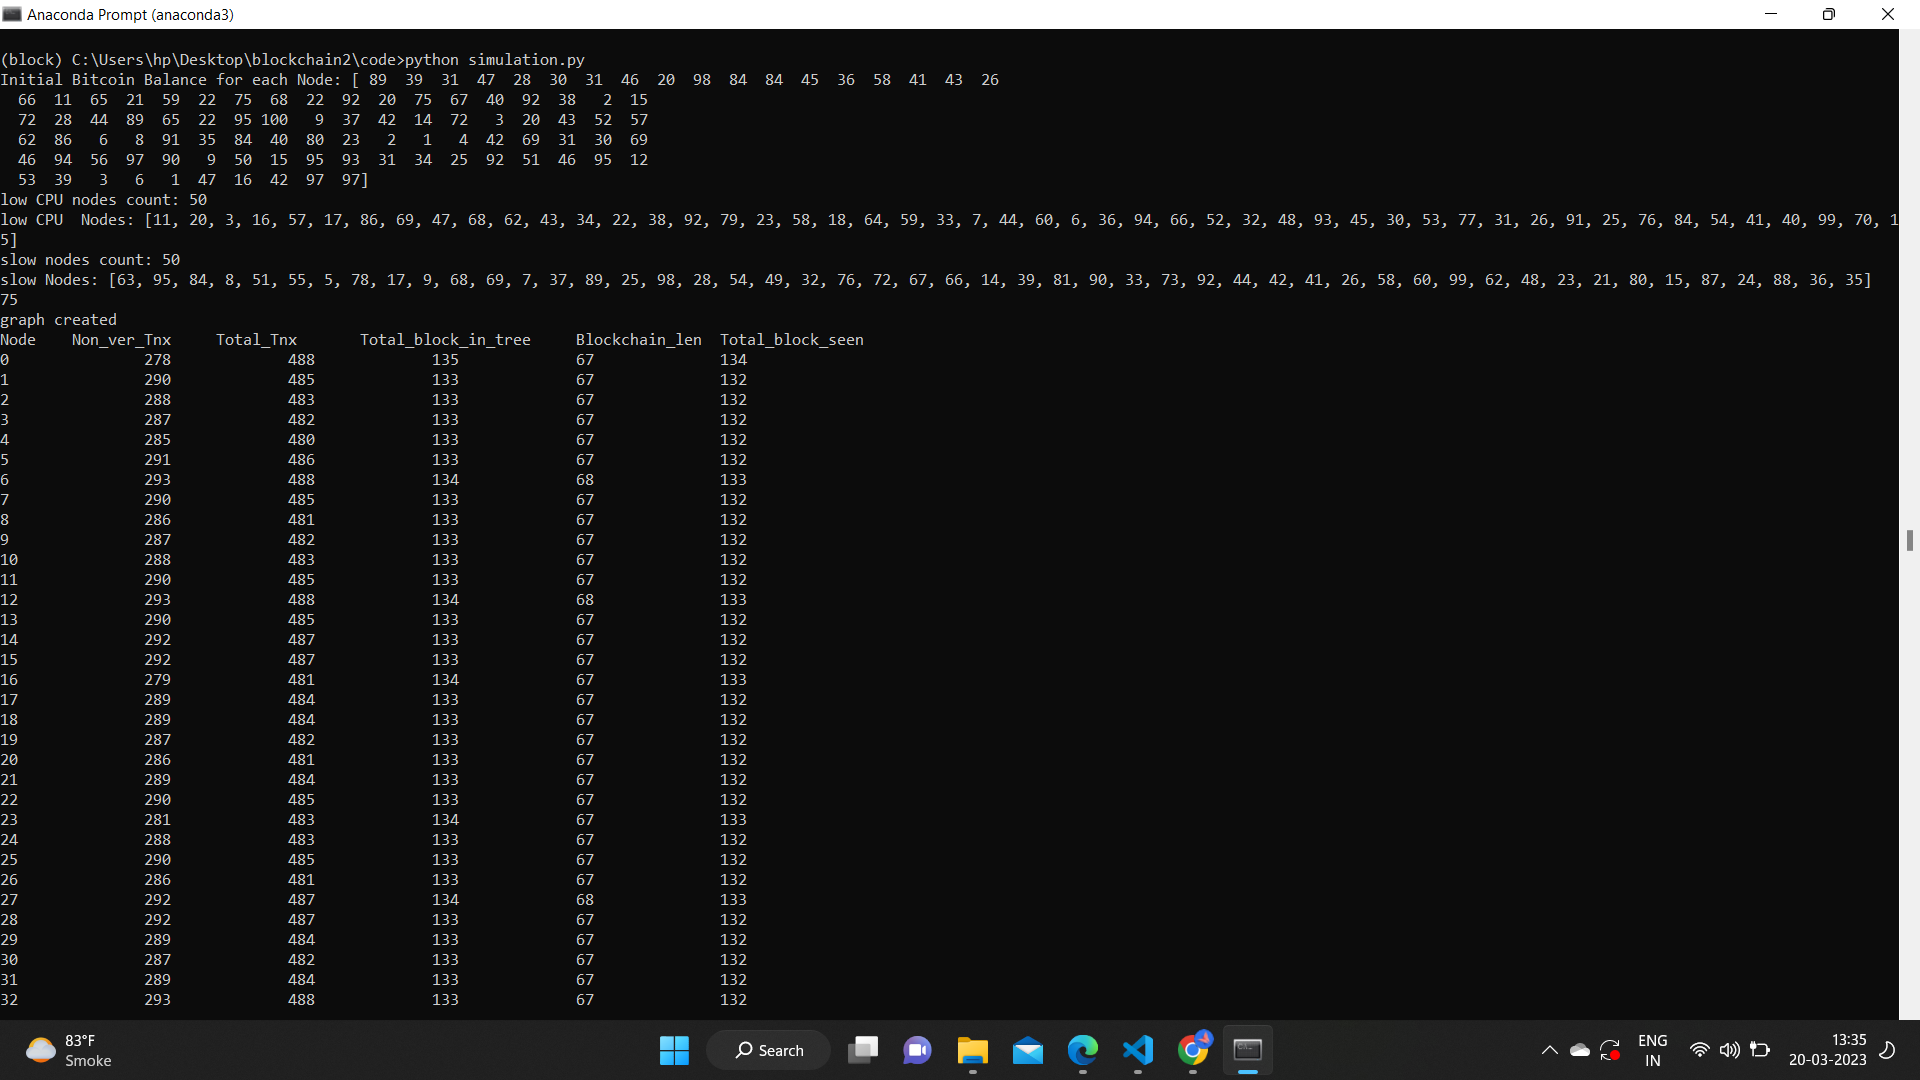 Anaconda Prompt (anaconda3)
(block) C:\Users\hp\Desktop\blockchain2\code>python simulation.py
Initial Bitcoin Balance for each Node: [ 89  39  31  47  28  30  31  46  20  98  84  84  45  36  58  41  43  26
  66  11  65  21  59  22  75  68  22  92  20  75  67  40  92  38   2  15
  72  28  44  89  65  22  95 100   9  37  42  14  72   3  20  43  52  57
  62  86   6   8  91  35  84  40  80  23   2   1   4  42  69  31  30  69
  46  94  56  97  90   9  50  15  95  93  31  34  25  92  51  46  95  12
  53  39   3   6   1  47  16  42  97  97]
low CPU nodes count: 50
low CPU  Nodes: [11, 20, 3, 16, 57, 17, 86, 69, 47, 68, 62, 43, 34, 22, 38, 92, 79, 23, 58, 18, 64, 59, 33, 7, 44, 60, 6, 36, 94, 66, 52, 32, 48, 93, 45, 30, 53, 77, 31, 26, 91, 25, 76, 84, 54, 41, 40, 99, 70, 1
5]
slow nodes count: 50
slow Nodes: [63, 95, 84, 8, 51, 55, 5, 78, 17, 9, 68, 69, 7, 37, 89, 25, 98, 28, 54, 49, 32, 76, 72, 67, 66, 14, 39, 81, 90, 33, 73, 92, 44, 42, 41, 26, 58, 60, 99, 62, 48, 23, 21, 80, 15, 87, 24, 88, 36, 35]
75
graph created
Node    Non_ver_Tnx     Total_Tnx       Total_block_in_tree     Blockchain_len  Total_block_seen
0               278             488             135             67              134
1               290             485             133             67              132
2               288             483             133             67              132
3               287             482             133             67              132
4               285             480             133             67              132
5               291             486             133             67              132
6               293             488             134             68              133
7               290             485             133             67              132
8               286             481             133             67              132
9               287             482             133             67              132
10              288             483             133             67              132
11              290             485             133             67              132
12              293             488             134             68              133
13              290             485             133             67              132
14              292             487             133             67              132
15              292             487             133             67              132
16              279             481             134             67              133
17              289             484             133             67              132
18              289             484             133             67              132
19              287             482             133             67              132
20              286             481             133             67              132
21              289             484             133             67              132
22              290             485             133             67              132
23              281             483             134             67              133
24              288             483             133             67              132
25              290             485             133             67              132
26              286             481             133             67              132
27              292             487             134             68              133
28              292             487             133             67              132
29              289             484             133             67              132
30              287             482             133             67              132
31              289             484             133             67              132
32              293             488             133             67              132
83°F
Smoke
Search
ENG
IN
13:35
20-03-2023